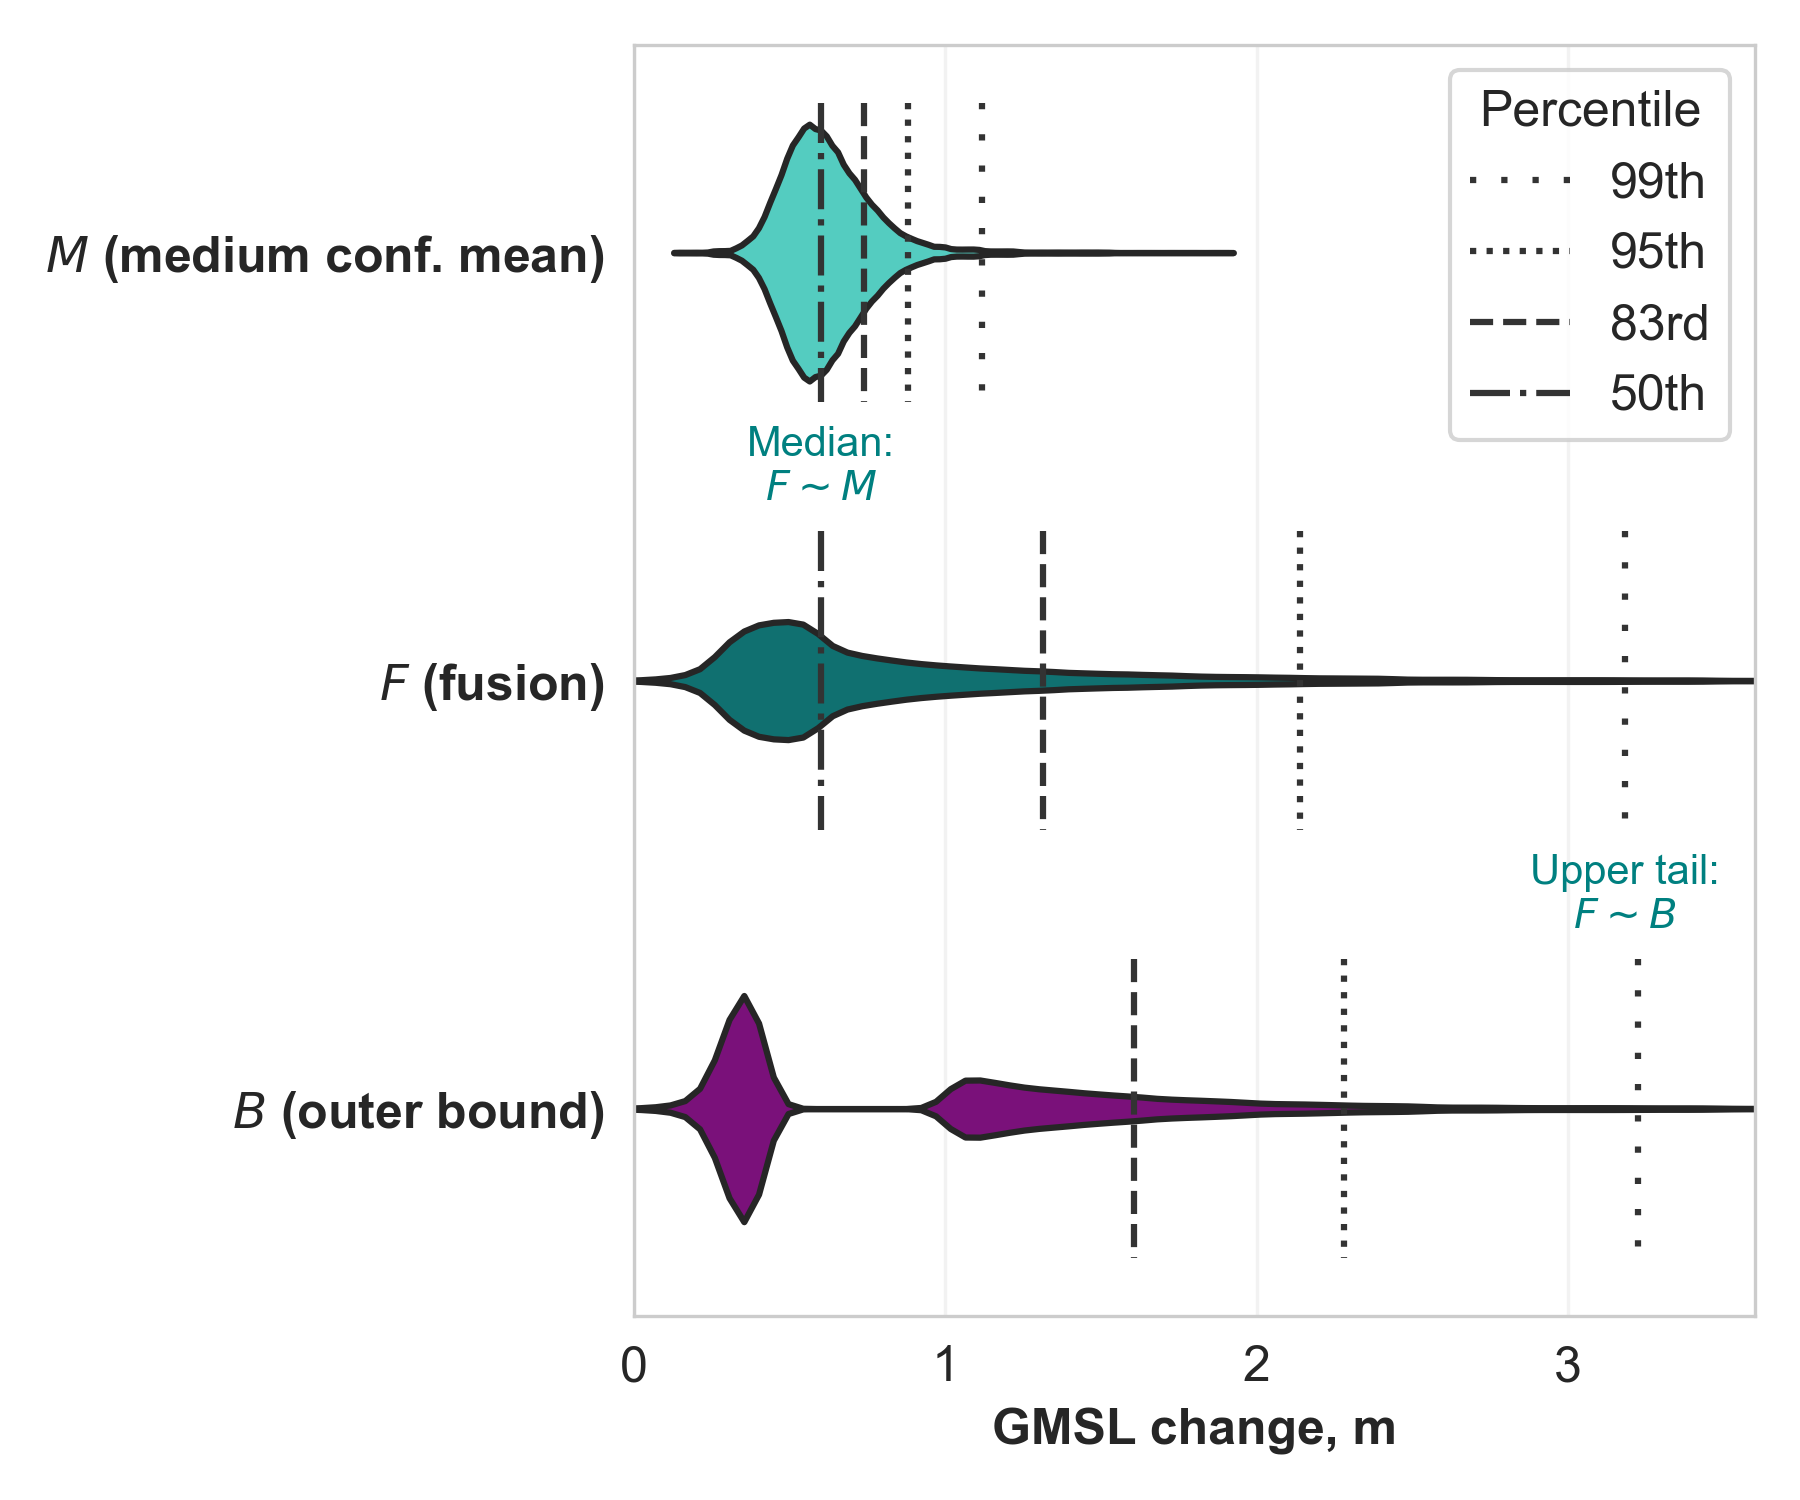 Percentile
99th
95th
83rd
50th
M (medium conf. mean)
Median:
F ~ M
F (fusion)
Upper tail:
F ~ B
B (outer bound)
0 1 2 3
GMSL change, m